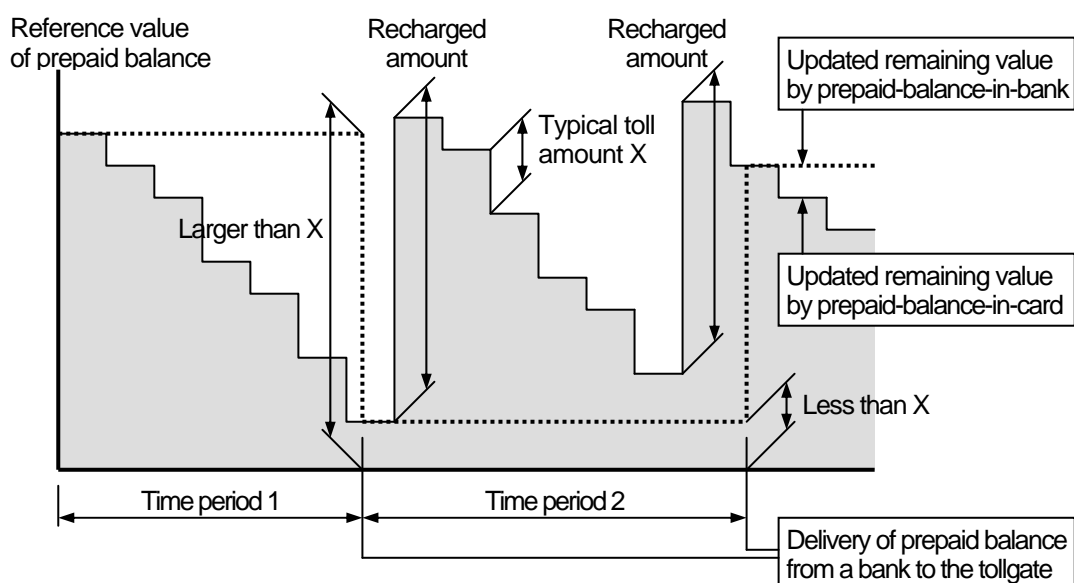 Reference value
of prepaid balance
Recharged
amount
Recharged
amount
Updated remaining value
by prepaid-balance-in-bank
Typical toll
amount X
Larger than X
Updated remaining value
by prepaid-balance-in-card
Less than X
Time period 1
Time period 2
Delivery of prepaid balance
from a bank to the tollgate